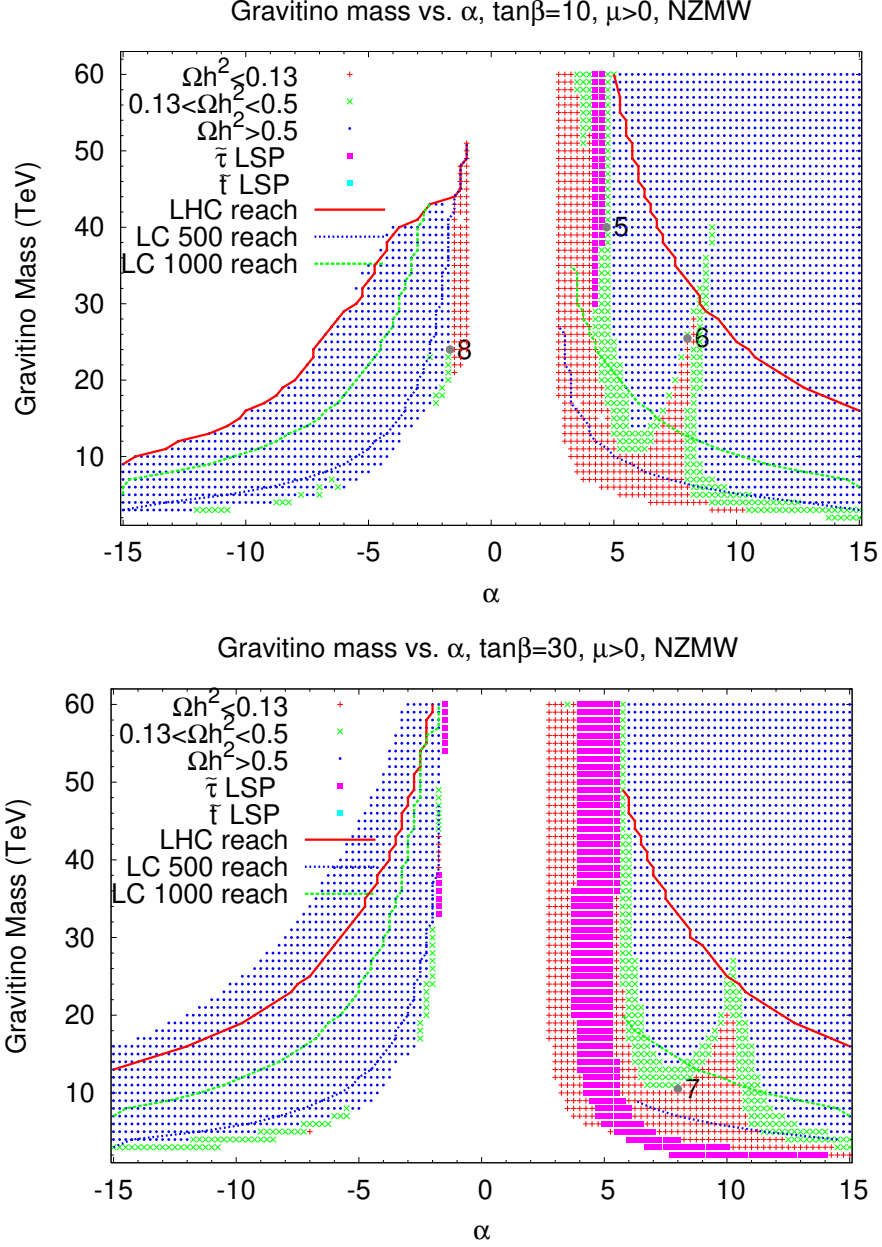 Gravitino mass vs. α, tanβ=10, μ>0, NZMW
Ωh²<0.13
0.13<Ωh²<0.5
Ωh²>0.5
τ̃ LSP
t̃ LSP
LHC reach
LC 500 reach
LC 1000 reach
Gravitino Mass (TeV)
60
50
40
30
20
10
5
6
8
-15
-10
-5
0
5
10
15
α
Gravitino mass vs. α, tanβ=30, μ>0, NZMW
Ωh²<0.13
0.13<Ωh²<0.5
Ωh²>0.5
τ̃ LSP
t̃ LSP
LHC reach
LC 500 reach
LC 1000 reach
Gravitino Mass (TeV)
60
50
40
30
20
10
7
-15
-10
-5
0
5
10
15
α